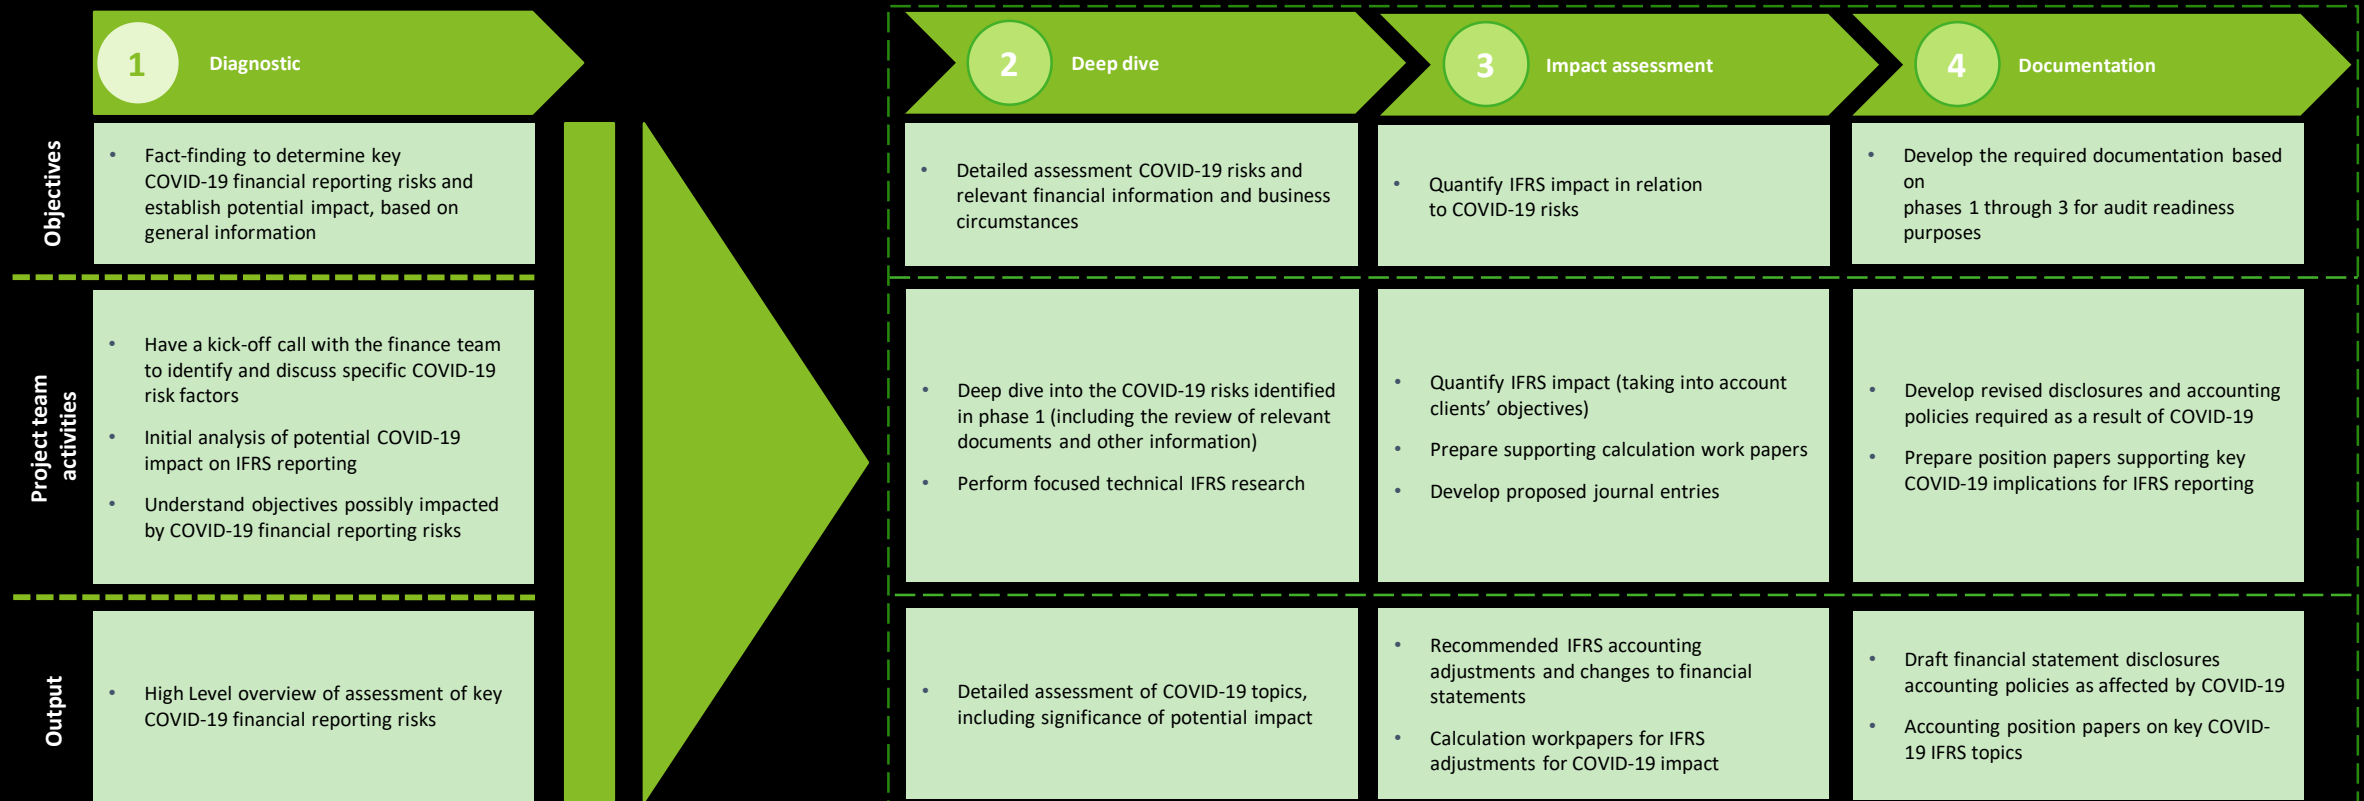 1
Diagnostic
2
Deep dive
3
Impact assessment
4
Documentation
Objectives
• Fact-finding to determine key
COVID-19 financial reporting risks and
establish potential impact, based on
general information
• Detailed assessment COVID-19 risks and
relevant financial information and business
circumstances
• Quantify IFRS impact in relation
to COVID-19 risks
• Develop the required documentation based
on
phases 1 through 3 for audit readiness
purposes
Project team
activities
• Have a kick-off call with the finance team
to identify and discuss specific COVID-19
risk factors
• Initial analysis of potential COVID-19
impact on IFRS reporting
• Understand objectives possibly impacted
by COVID-19 financial reporting risks
• Deep dive into the COVID-19 risks identified
in phase 1 (including the review of relevant
documents and other information)
• Perform focused technical IFRS research
• Quantify IFRS impact (taking into account
clients’ objectives)
• Prepare supporting calculation work papers
• Develop proposed journal entries
• Develop revised disclosures and accounting
policies required as a result of COVID-19
• Prepare position papers supporting key
COVID-19 implications for IFRS reporting
Output
• High Level overview of assessment of key
COVID-19 financial reporting risks
• Detailed assessment of COVID-19 topics,
including significance of potential impact
• Recommended IFRS accounting
adjustments and changes to financial
statements
• Calculation workpapers for IFRS
adjustments for COVID-19 impact
• Draft financial statement disclosures
accounting policies as affected by COVID-19
• Accounting position papers on key COVID-
19 IFRS topics